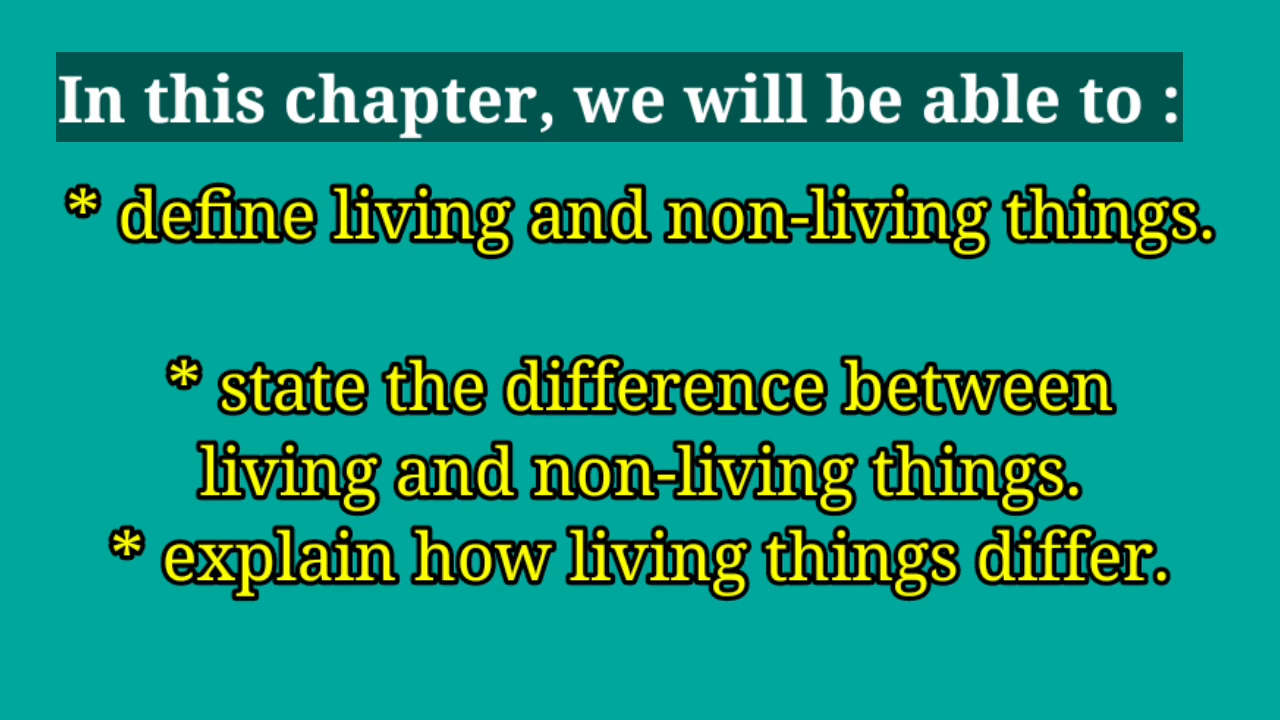 In this chapter, we will be able to :
* define living and non-living things.
* state the difference between
living and non-living things.
* explain how living things differ.